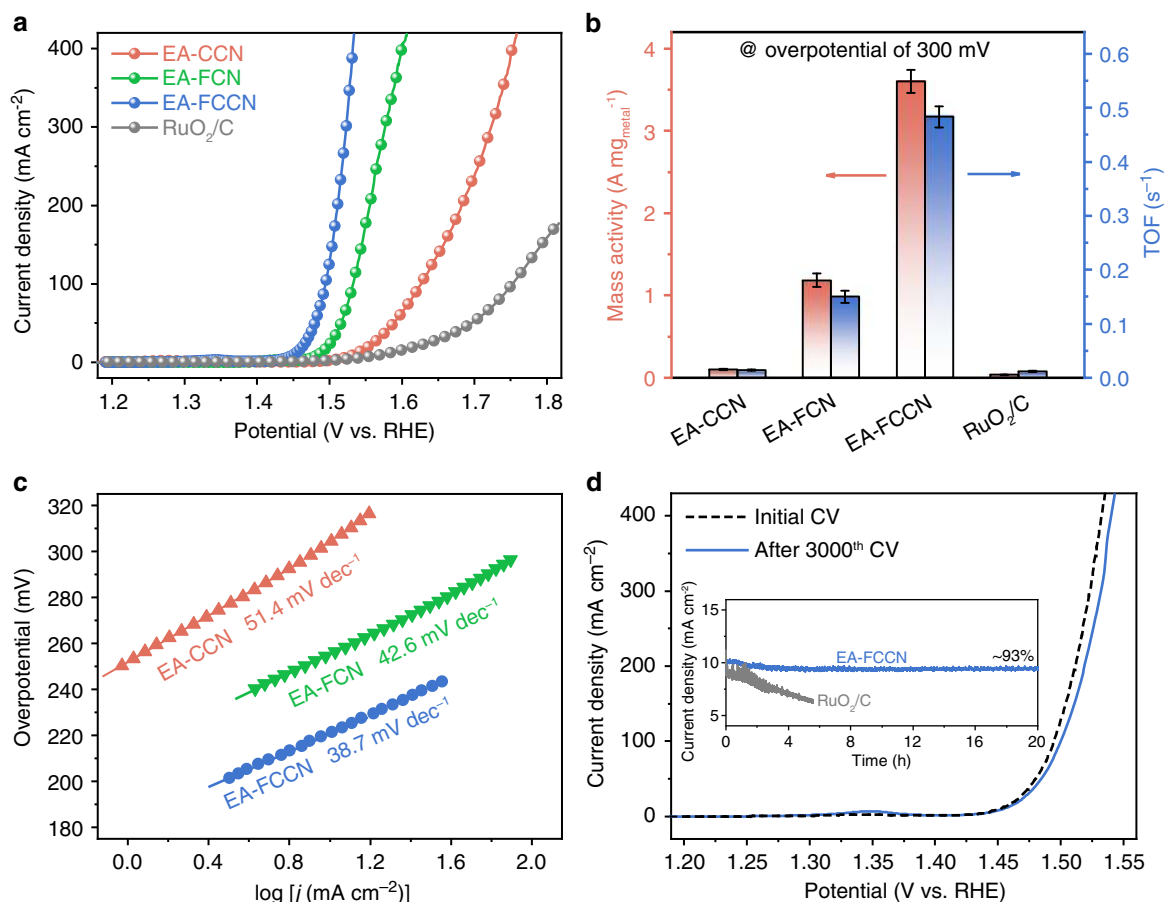 a
400
300
200
100
0
Current density (mA cm⁻²)
EA-CCN
EA-FCN
EA-FCCN
RuO₂/C
1.2 1.3 1.4 1.5 1.6 1.7 1.8
Potential (V vs. RHE)
b
@ overpotential of 300 mV
4
3
2
1
0
Mass activity (A mg_metal⁻¹)
0.6
0.5
0.4
0.3
0.2
0.1
0.0
TOF (s⁻¹)
EA-CCN
EA-FCN
EA-FCCN
RuO₂/C
c
320
300
280
260
240
220
200
180
Overpotential (mV)
EA-CCN 51.4 mV dec⁻¹
EA-FCN 42.6 mV dec⁻¹
EA-FCCN 38.7 mV dec⁻¹
0.0 0.4 0.8 1.2 1.6 2.0
log [j (mA cm⁻²)]
d
400
300
200
100
0
Current density (mA cm⁻²)
Initial CV
After 3000th CV
15
10
5
Current density (mA cm⁻²)
EA-FCCN
~93%
RuO₂/C
0 4 8 12 16 20
Time (h)
1.20 1.25 1.30 1.35 1.40 1.45 1.50 1.55
Potential (V vs. RHE)